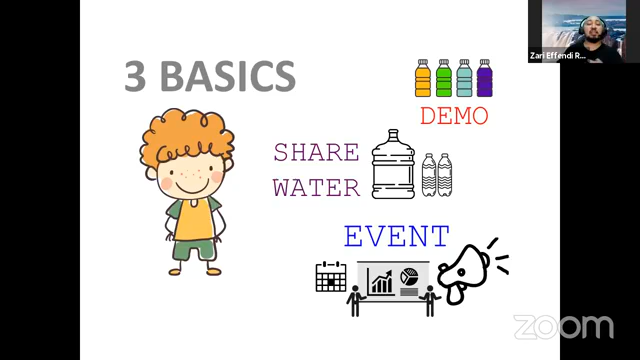 3 BASICS
DEMO
SHARE
WATER
EVENT
Zari Effendi R...
zoom